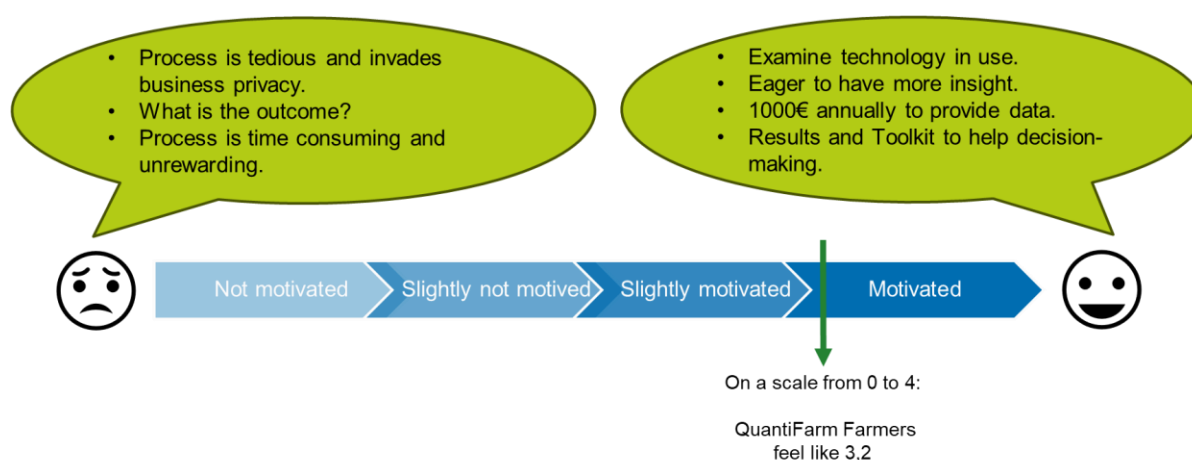 • Process is tedious and invades
business privacy.
• What is the outcome?
• Process is time consuming and
unrewarding.
• Examine technology in use.
• Eager to have more insight.
• 1000€ annually to provide data.
• Results and Toolkit to help decision-
making.
Not motivated
Slightly not motived
Slightly motivated
Motivated
On a scale from 0 to 4:
QuantiFarm Farmers
feel like 3.2